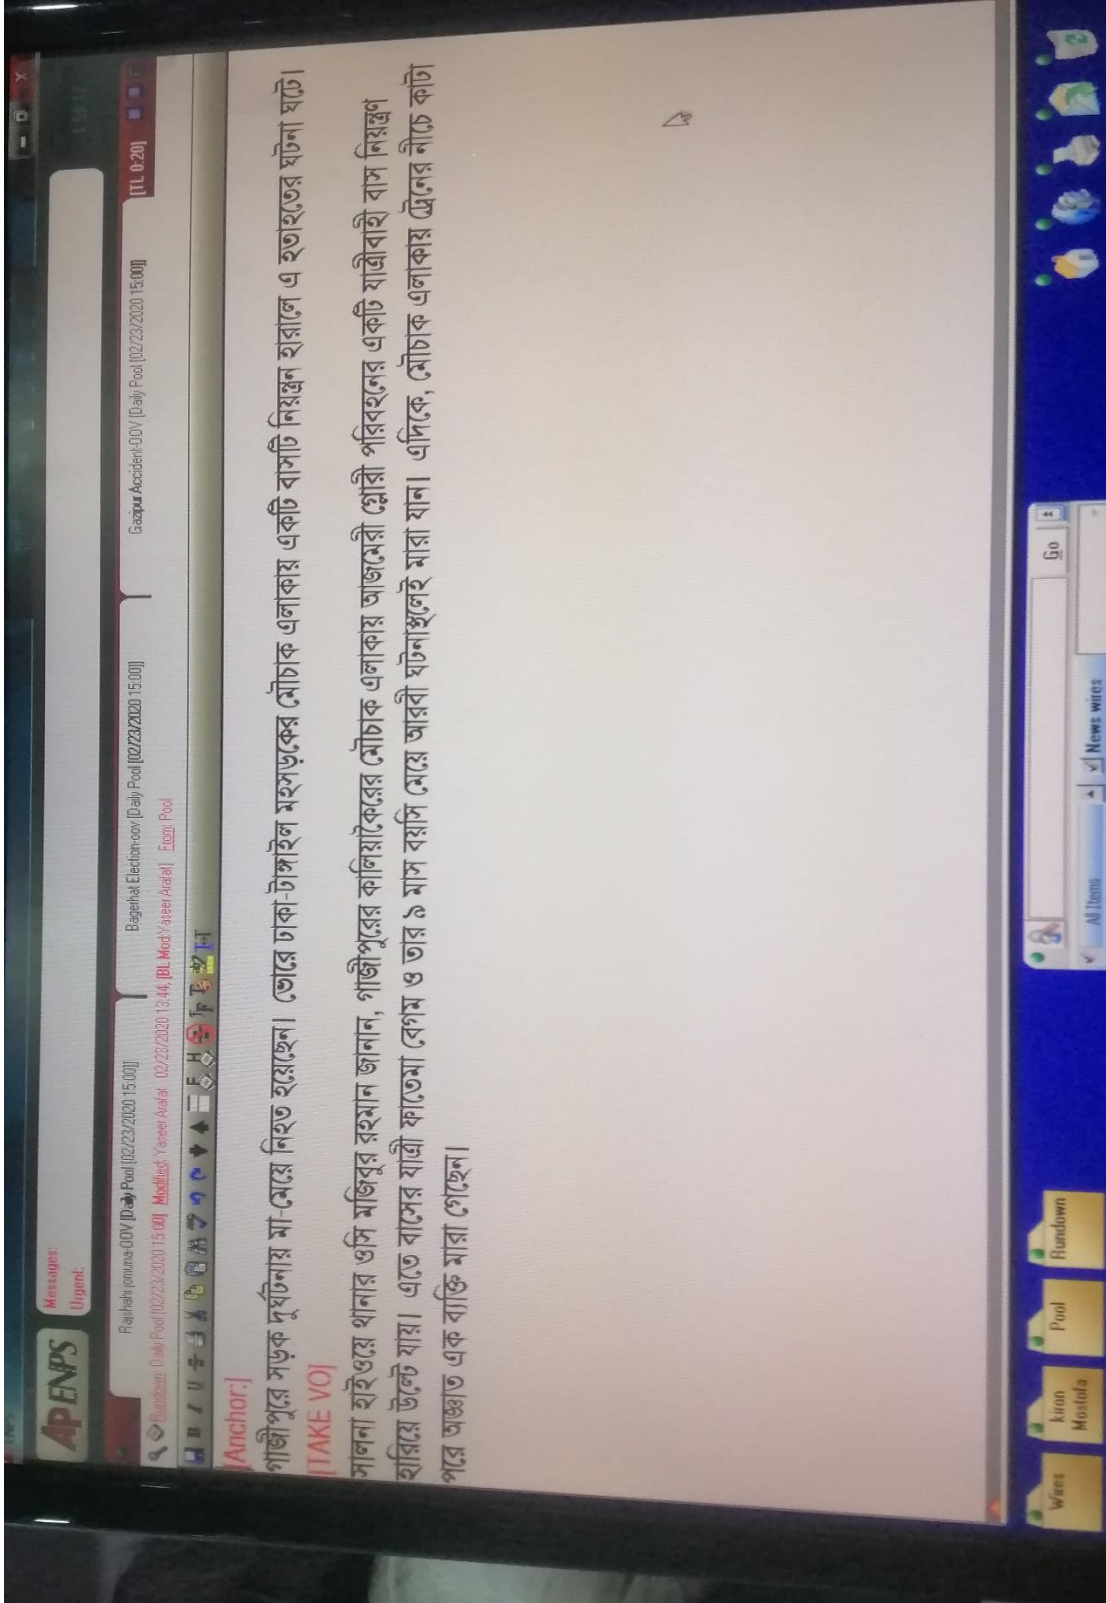 AP ENPS
Messages:
Urgent:
Rajshahi jomuna-OOV [Daily Pool [02/23/2020 15:00]]
Bagerhat Election-oov [Daily Pool [02/23/2020 15:00]]
Gazipur Accident-OOV [Daily Pool [02/23/2020 15:00]]
[TL 0:20]
Rundown: Daily Pool [02/23/2020 15:00] Modified: Yaseer Arafat 02/23/2020 13:44, [BL Mod:Yaseer Arafat] From: Pool
B I U
F H
[Anchor:]
গাজীপুরে সড়ক দুর্ঘটনায় মা-মেয়ে নিহত হয়েছেন। ভোরে ঢাকা-টাঙ্গাইল মহসড়কের মৌচাক এলাকায় একটি বাসটি নিয়ন্ত্রন হারালে এ হতাহতের ঘটনা ঘটে।
[TAKE VO]
সালনা হাইওয়ে থানার ওসি মজিবুর রহমান জানান, গাজীপুরের কালিয়াকৈরের মৌচাক এলাকায় আজমেরী গ্লোরী পরিবহনের একটি যাত্রীবাহী বাস নিয়ন্ত্রণ
হারিয়ে উল্টে যায়। এতে বাসের যাত্রী ফাতেমা বেগম ও তার ৯ মাস বয়সি মেয়ে আরবী ঘটনাস্থলেই মারা যান। এদিকে, মৌচাক এলাকায় ট্রেনের নীচে কাটা
পরে অজ্ঞাত এক ব্যক্তি মারা গেছেন।
Wires
kiron Mostofa
Pool
Rundown
Go
All Items
News wires